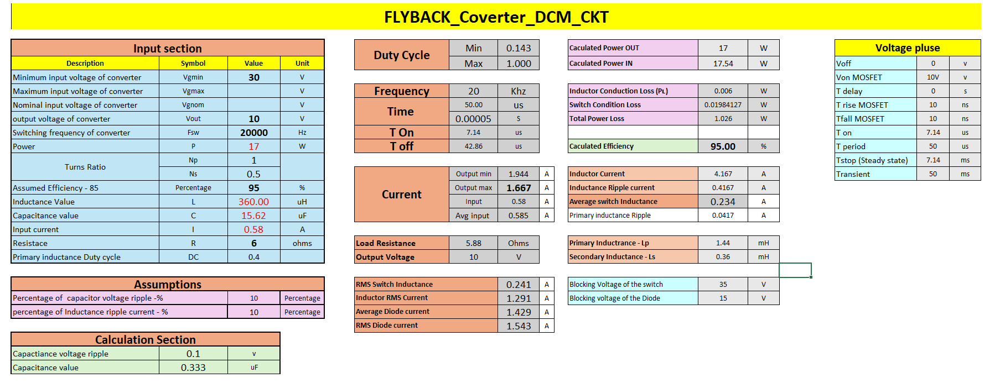 FLYBACK_Coverter_DCM_CKT
Input section
Description Symbol Value Unit
Minimum input voltage of converter Vgmin 30 V
Maximum input voltage of converter Vgmax V
Nominal input voltage of converter Vgnom V
output voltage of converter Vout 10 V
Switching frequency of converter Fsw 20000 Hz
Power P 17 W
Turns Ratio Np 1
Ns 0.5
Assumed Efficiency - 85 Percentage 95 %
Inductance Value L 360.00 uH
Capacitance value C 15.62 uF
Input current I 0.58 A
Resistace R 6 ohms
Primary inductance Duty cycle DC 0.4
Assumptions
Percentage of capacitor voltage ripple -% 10 Percentage
percentage of Inductance ripple current - % 10 Percentage
Calculation Section
Capactiance voltage ripple 0.1 v
Capacitance value 0.333 uF
Duty Cycle Min 0.143
Max 1.000
Frequency 20 Khz
Time 50.00 us
0.00005 S
T On 7.14 us
T off 42.86 us
Current Output min 1.944 A
Output max 1.667 A
Input 0.58 A
Avg input 0.585 A
Load Resistance 5.88 Ohms
Output Voltage 10 V
RMS Switch Inductance 0.241 A
Inductor RMS Current 1.291 A
Average Diode current 1.429 A
RMS Diode current 1.543 A
Caculated Power OUT 17 W
Caculated Power IN 17.54 W
Inductor Conduction Loss (PL) 0.006 W
Switch Condition Loss 0.01984127 W
Total Power Loss 1.026 W
Caculated Efficiency 95.00 %
Inductor Current 4.167 A
Inductance Ripple current 0.4167 A
Average switch Inductance 0.234 A
Primary inductance Ripple 0.0417 A
Primary Inductrance - Lp 1.44 mH
Secondary Inductance - Ls 0.36 mH
Blocking Voltage of the switch 35 V
Blocking voltage of the Diode 15 V
Voltage pluse
Voff 0 v
Von MOSFET 10V v
T delay 0 s
T rise MOSFET 10 ns
Tfall MOSFET 10 ns
T on 7.14 us
T period 50 us
Tstop (Steady state) 7.14 ms
Transient 50 ms